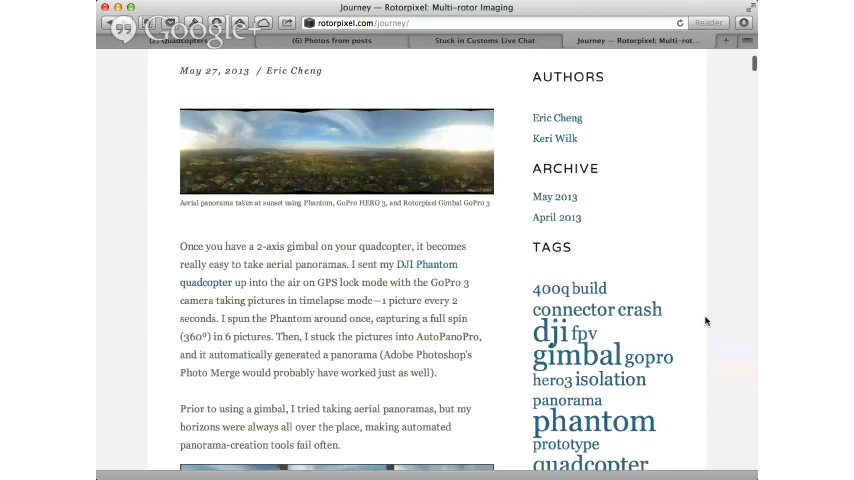 Journey — Rotorpixel: Multi-rotor Imaging
Google+
rotorpixel.com/journey/
Reader
(2) Quadcopters
(6) Photos from posts
Stuck in Customs Live Chat
Journey — Rotorpixel: Multi-rot...
May 27, 2013 / Eric Cheng
Aerial panorama taken at sunset using Phantom, GoPro HERO 3, and Rotorpixel Gimbal GoPro 3
Once you have a 2-axis gimbal on your quadcopter, it becomes
really easy to take aerial panoramas. I sent my DJI Phantom
quadcopter up into the air on GPS lock mode with the GoPro 3
camera taking pictures in timelapse mode—1 picture every 2
seconds. I spun the Phantom around once, capturing a full spin
(360º) in 6 pictures. Then, I stuck the pictures into AutoPanoPro,
and it automatically generated a panorama (Adobe Photoshop's
Photo Merge would probably have worked just as well).
Prior to using a gimbal, I tried taking aerial panoramas, but my
horizons were always all over the place, making automated
panorama-creation tools fail often.
AUTHORS
Eric Cheng
Keri Wilk
ARCHIVE
May 2013
April 2013
TAGS
400q build
connector crash
dji fpv
gimbal gopro
hero3 isolation
panorama
phantom
prototype
quadcopter